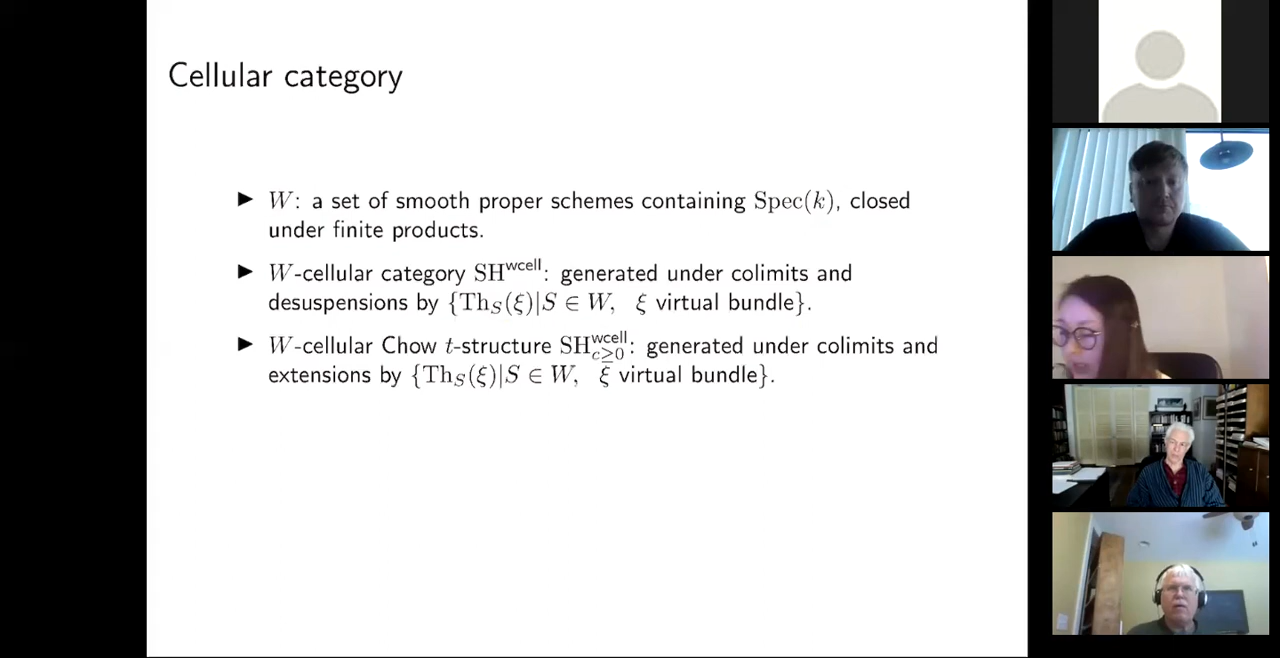 Cellular category
▶ W: a set of smooth proper schemes containing Spec(k), closed
under finite products.
▶ W-cellular category SH^wcell: generated under colimits and
desuspensions by {Th_S(ξ)|S ∈ W, ξ virtual bundle}.
▶ W-cellular Chow t-structure SH^wcell_c≥0: generated under colimits and
extensions by {Th_S(ξ)|S ∈ W, ξ virtual bundle}.